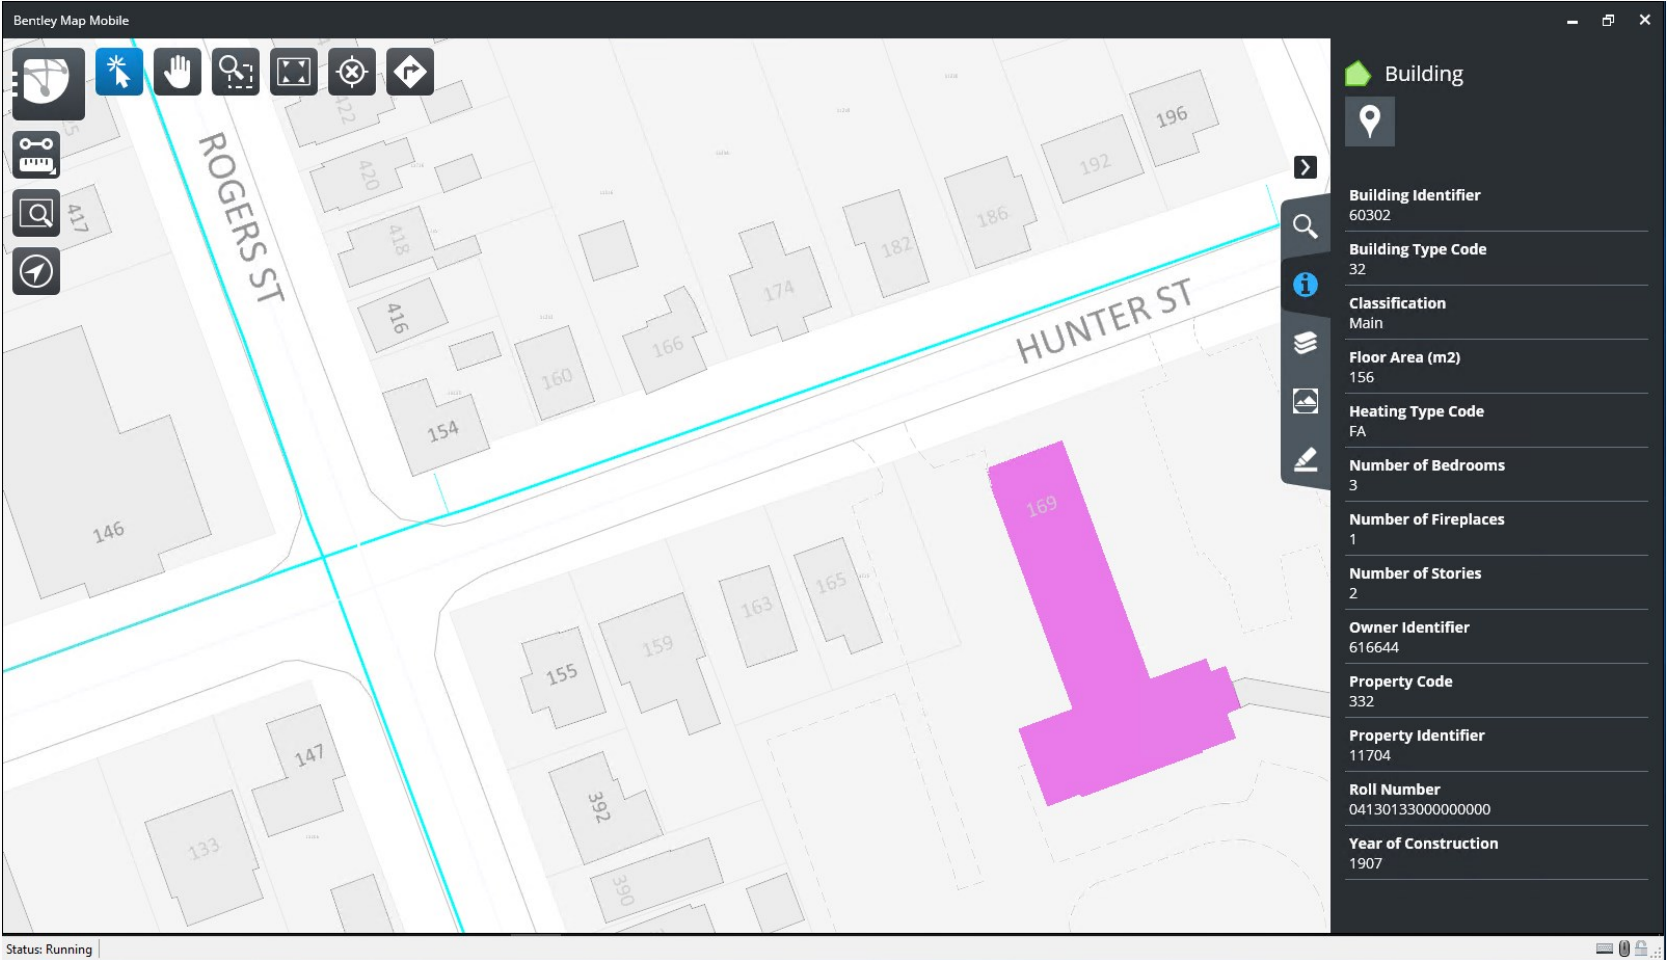 Bentley Map Mobile
Building
Building Identifier
60302
Building Type Code
32
Classification
Main
Floor Area (m2)
156
Heating Type Code
FA
Number of Bedrooms
3
Number of Fireplaces
1
Number of Stories
2
Owner Identifier
616644
Property Code
332
Property Identifier
11704
Roll Number
04130133000000000
Year of Construction
1907
ROGERS ST
HUNTER ST
422
420
418
416
417
196
192
186
182
174
166
160
154
146
169
165
163
159
155
147
133
392
390
Status: Running